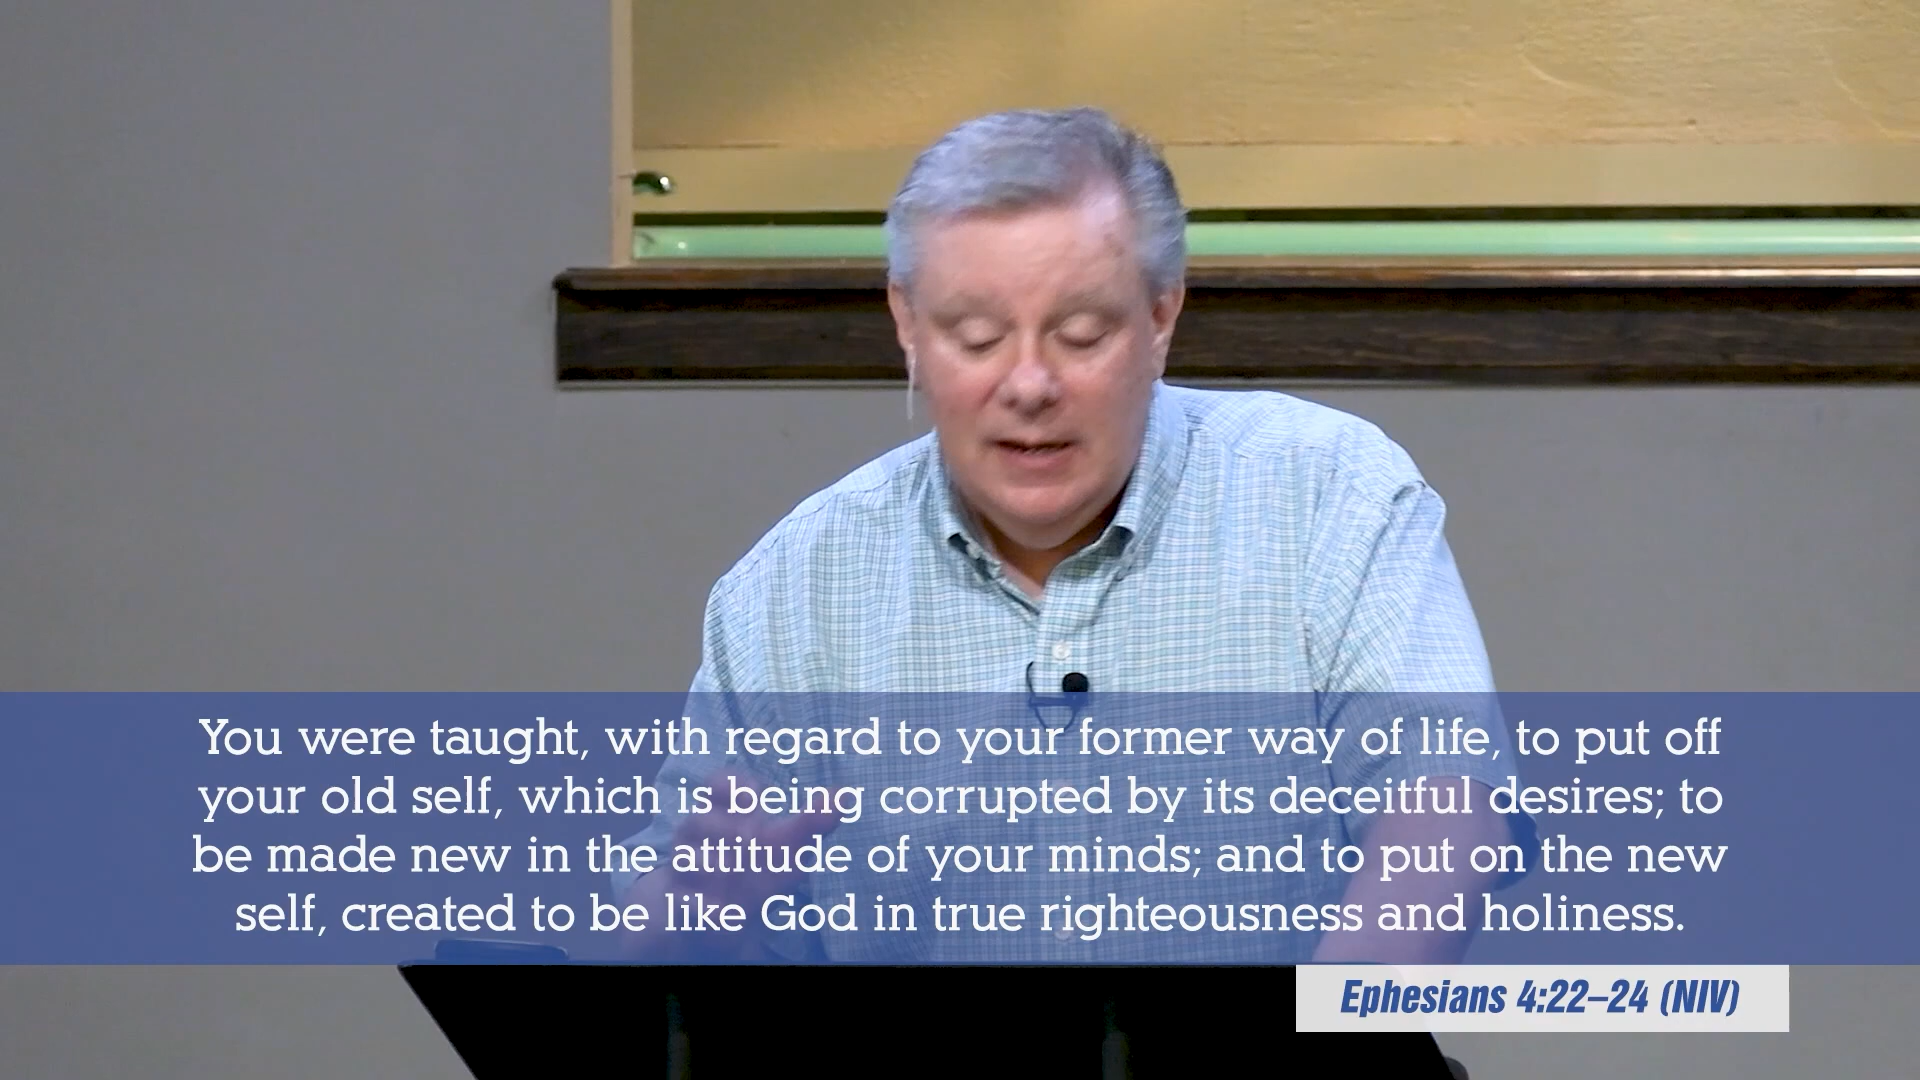 You were taught, with regard to your former way of life, to put off
your old self, which is being corrupted by its deceitful desires; to
be made new in the attitude of your minds; and to put on the new
self, created to be like God in true righteousness and holiness.
Ephesians 4:22–24 (NIV)